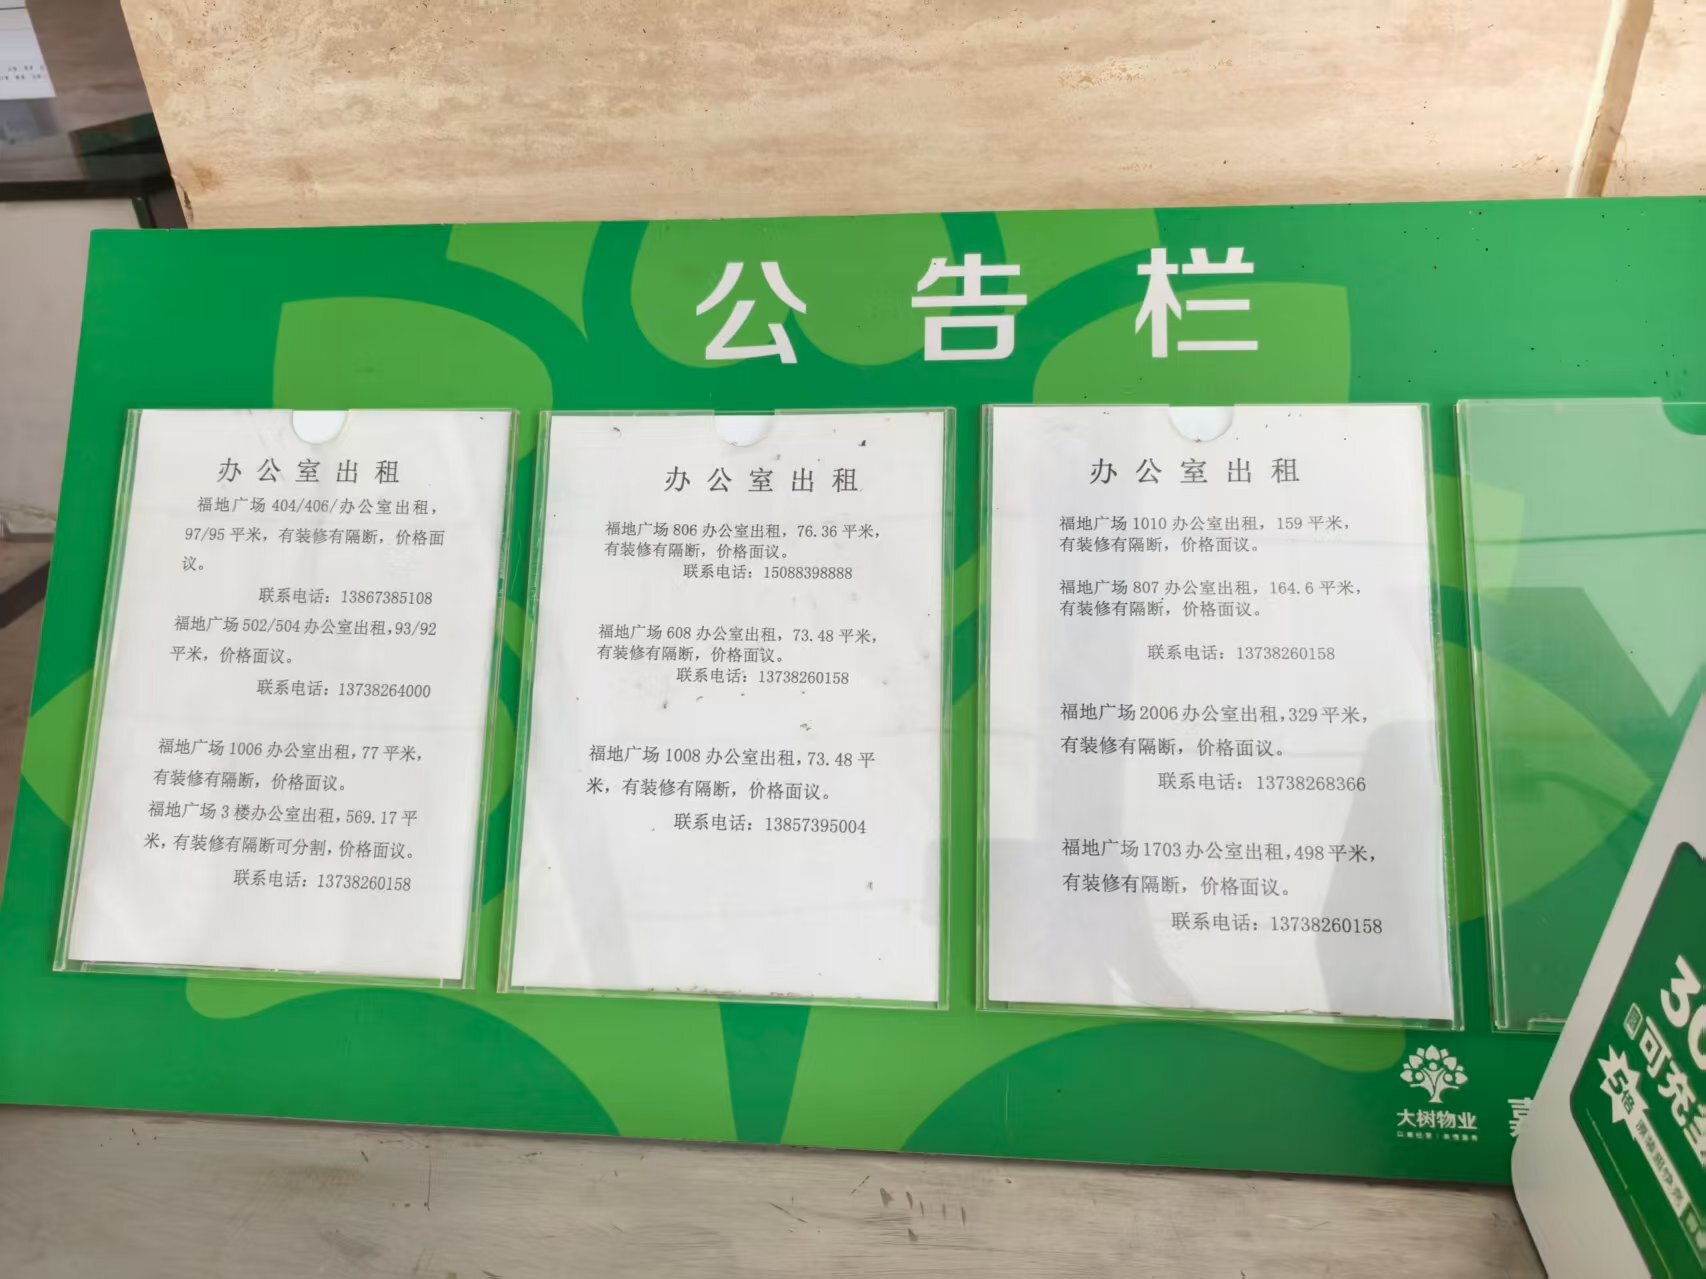 公告栏
办公室出租
福地广场 404/406/办公室出租，
97/95 平米，有装修有隔断，价格面
议。
联系电话：13867385108
福地广场 502/504 办公室出租,93/92
平米，价格面议。
联系电话：13738264000
福地广场 1006 办公室出租,77 平米，
有装修有隔断，价格面议。
福地广场 3 楼办公室出租,569.17 平
米，有装修有隔断可分割，价格面议。
联系电话：13738260158
办公室出租
福地广场 806 办公室出租，76.36 平米，
有装修有隔断，价格面议。
联系电话：15088398888
福地广场 608 办公室出租，73.48 平米，
有装修有隔断，价格面议。
联系电话：13738260158
福地广场 1008 办公室出租,73.48 平
米，有装修有隔断，价格面议。
联系电话：13857395004
办公室出租
福地广场 1010 办公室出租，159 平米，
有装修有隔断，价格面议。
福地广场 807 办公室出租，164.6 平米，
有装修有隔断，价格面议。
联系电话：13738260158
福地广场 2006 办公室出租,329 平米，
有装修有隔断，价格面议。
联系电话：13738268366
福地广场 1703 办公室出租,498 平米，
有装修有隔断，价格面议。
联系电话：13738260158
大树物业
可充
5倍